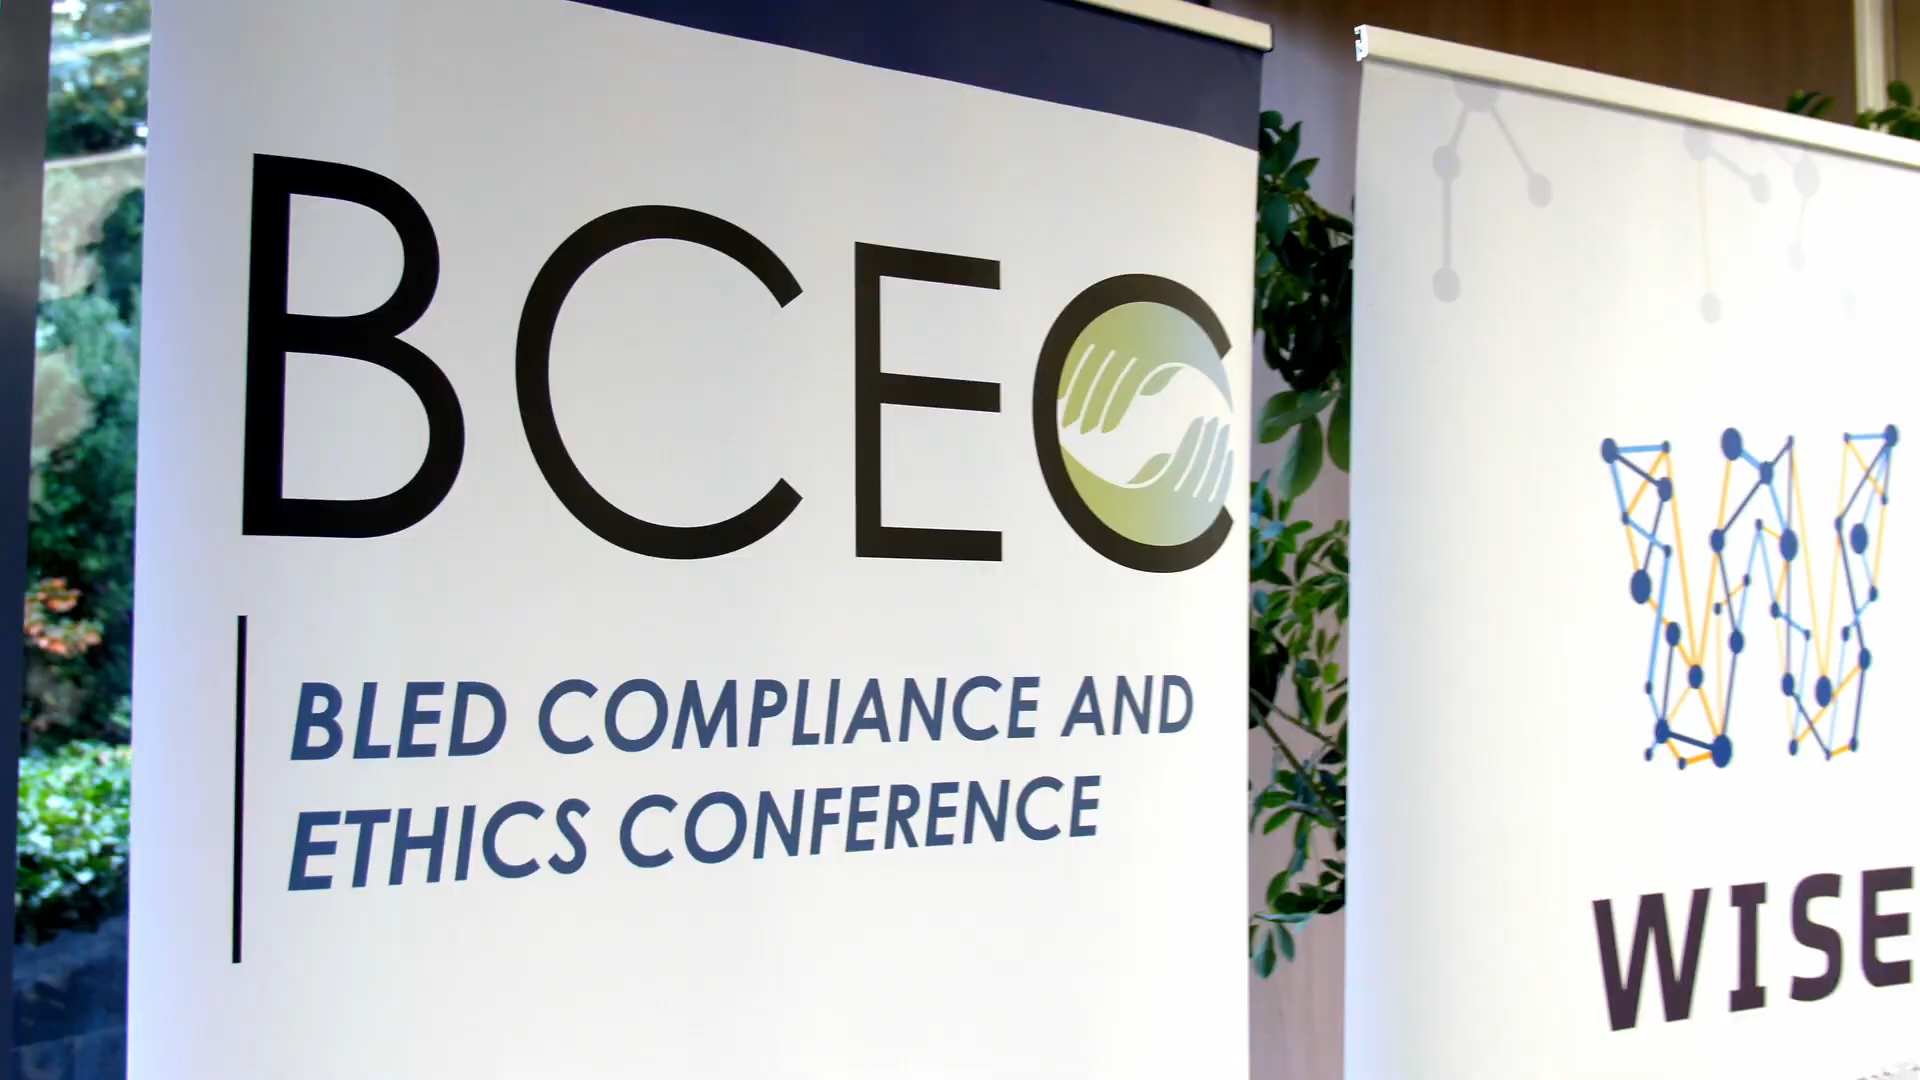 BCEC
BLED COMPLIANCE AND
ETHICS CONFERENCE
W
WISE